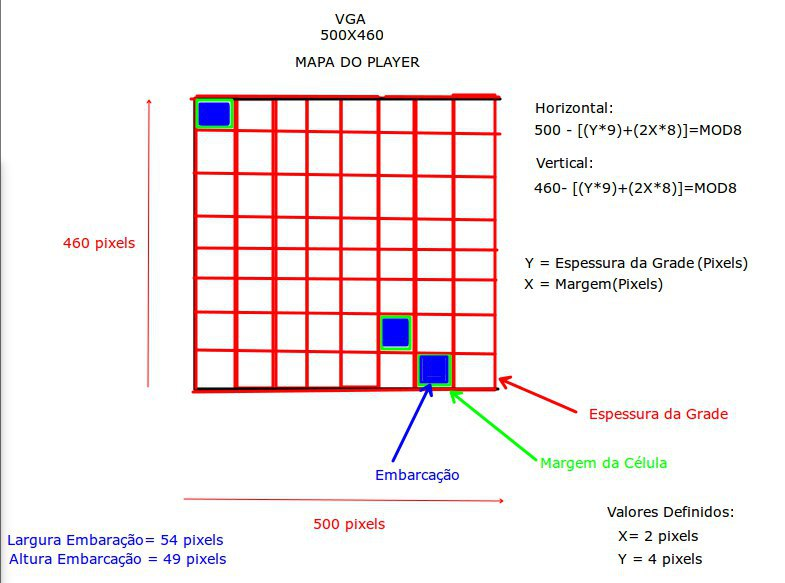 VGA
500X460
MAPA DO PLAYER
Horizontal:
500 - [(Y*9)+(2X*8)]=MOD8
Vertical:
460- [(Y*9)+(2X*8)]=MOD8
460 pixels
Y = Espessura da Grade (Pixels)
X = Margem(Pixels)
Espessura da Grade
Margem da Célula
Embarcação
500 pixels
Valores Definidos:
X= 2 pixels
Y = 4 pixels
Largura Embaração= 54 pixels
Altura Embarcação = 49 pixels